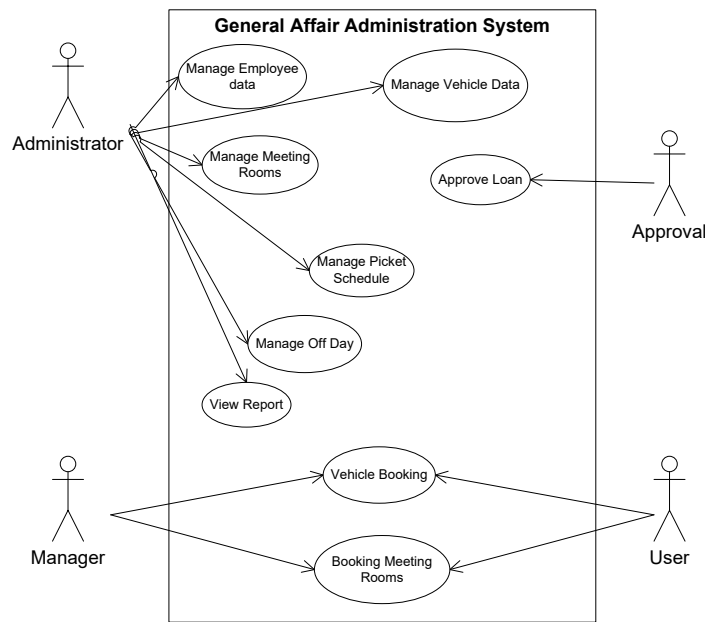 General Affair Administration System
Manage Employee
data
Manage Vehicle Data
Administrator
Manage Meeting
Rooms
Approve Loan
Approval
Manage Picket
Schedule
Manage Off Day
View Report
Vehicle Booking
Manager
Booking Meeting
Rooms
User